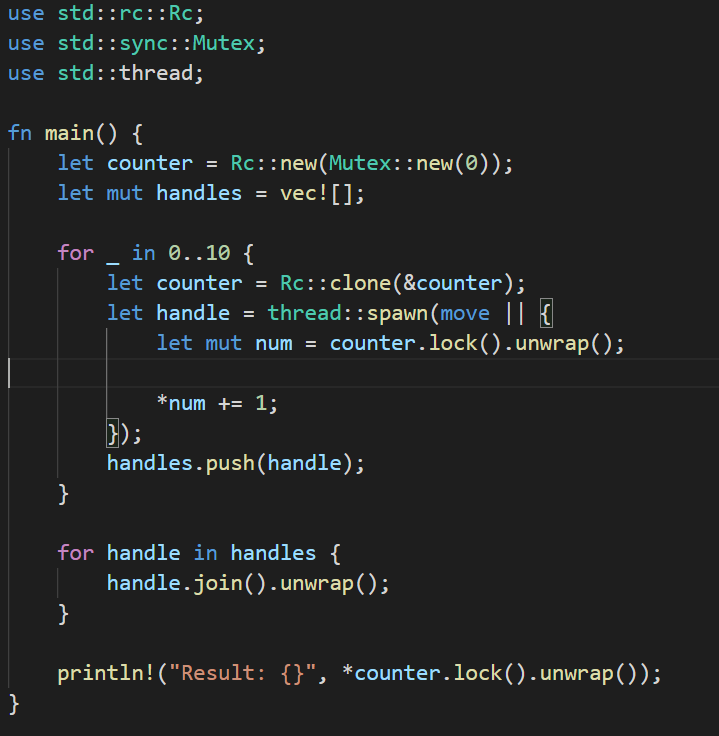 use std::rc::Rc;
use std::sync::Mutex;
use std::thread;

fn main() {
    let counter = Rc::new(Mutex::new(0));
    let mut handles = vec![];

    for _ in 0..10 {
        let counter = Rc::clone(&counter);
        let handle = thread::spawn(move || {
            let mut num = counter.lock().unwrap();

            *num += 1;
        });
        handles.push(handle);
    }

    for handle in handles {
        handle.join().unwrap();
    }

    println!("Result: {}", *counter.lock().unwrap());
}